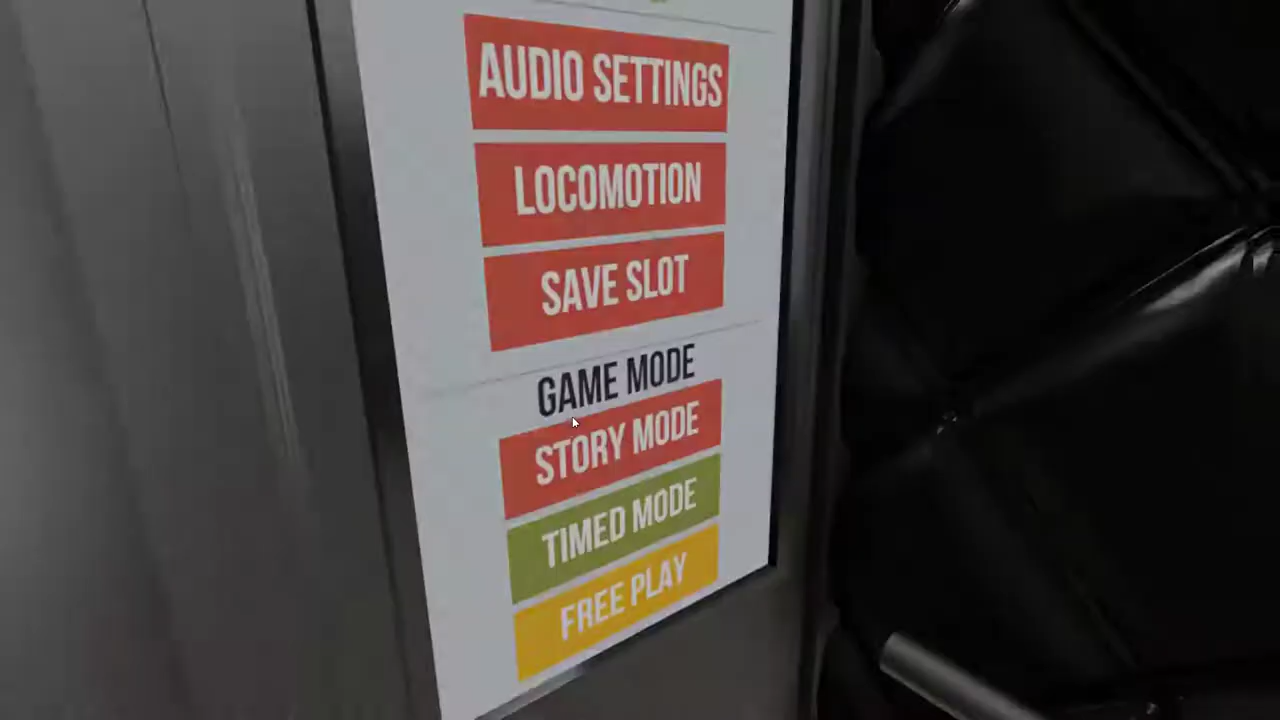 AUDIO SETTINGS
LOCOMOTION
SAVE SLOT
GAME MODE
STORY MODE
TIMED MODE
FREE PLAY